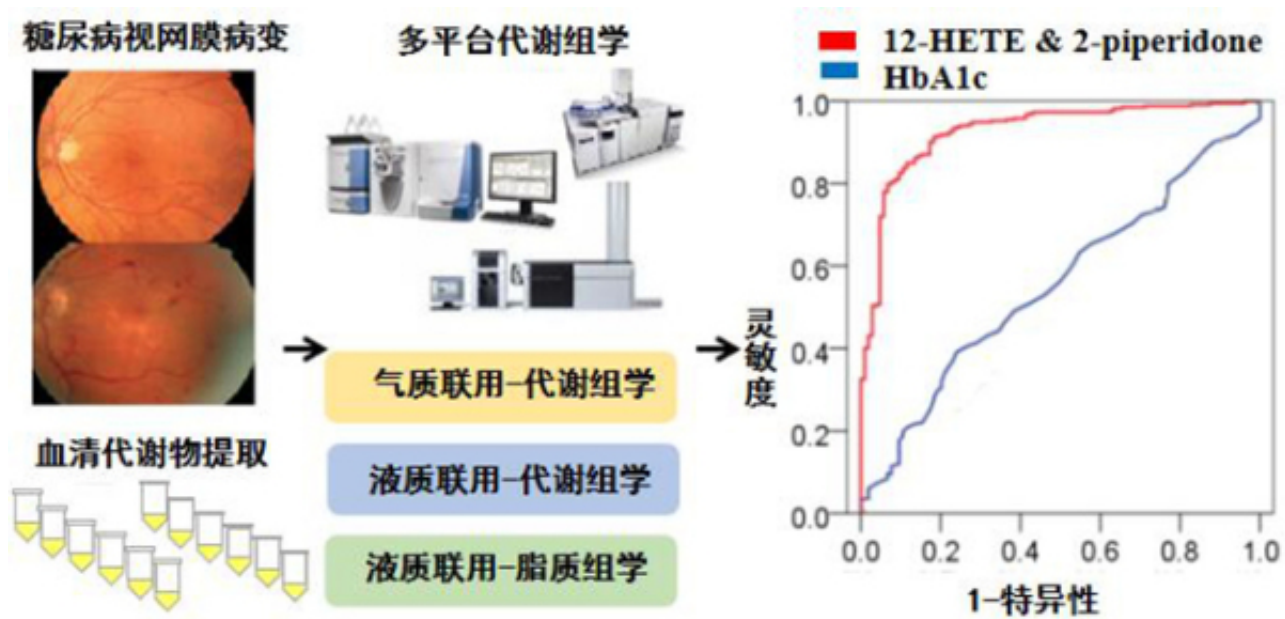 糖尿病视网膜病变
血清代谢物提取
多平台代谢组学
气质联用-代谢组学
液质联用-代谢组学
液质联用-脂质组学
12-HETE & 2-piperidone
HbA1c
灵敏度
1.0
0.8
0.6
0.4
0.2
0.0
0.0 0.2 0.4 0.6 0.8 1.0
1-特异性